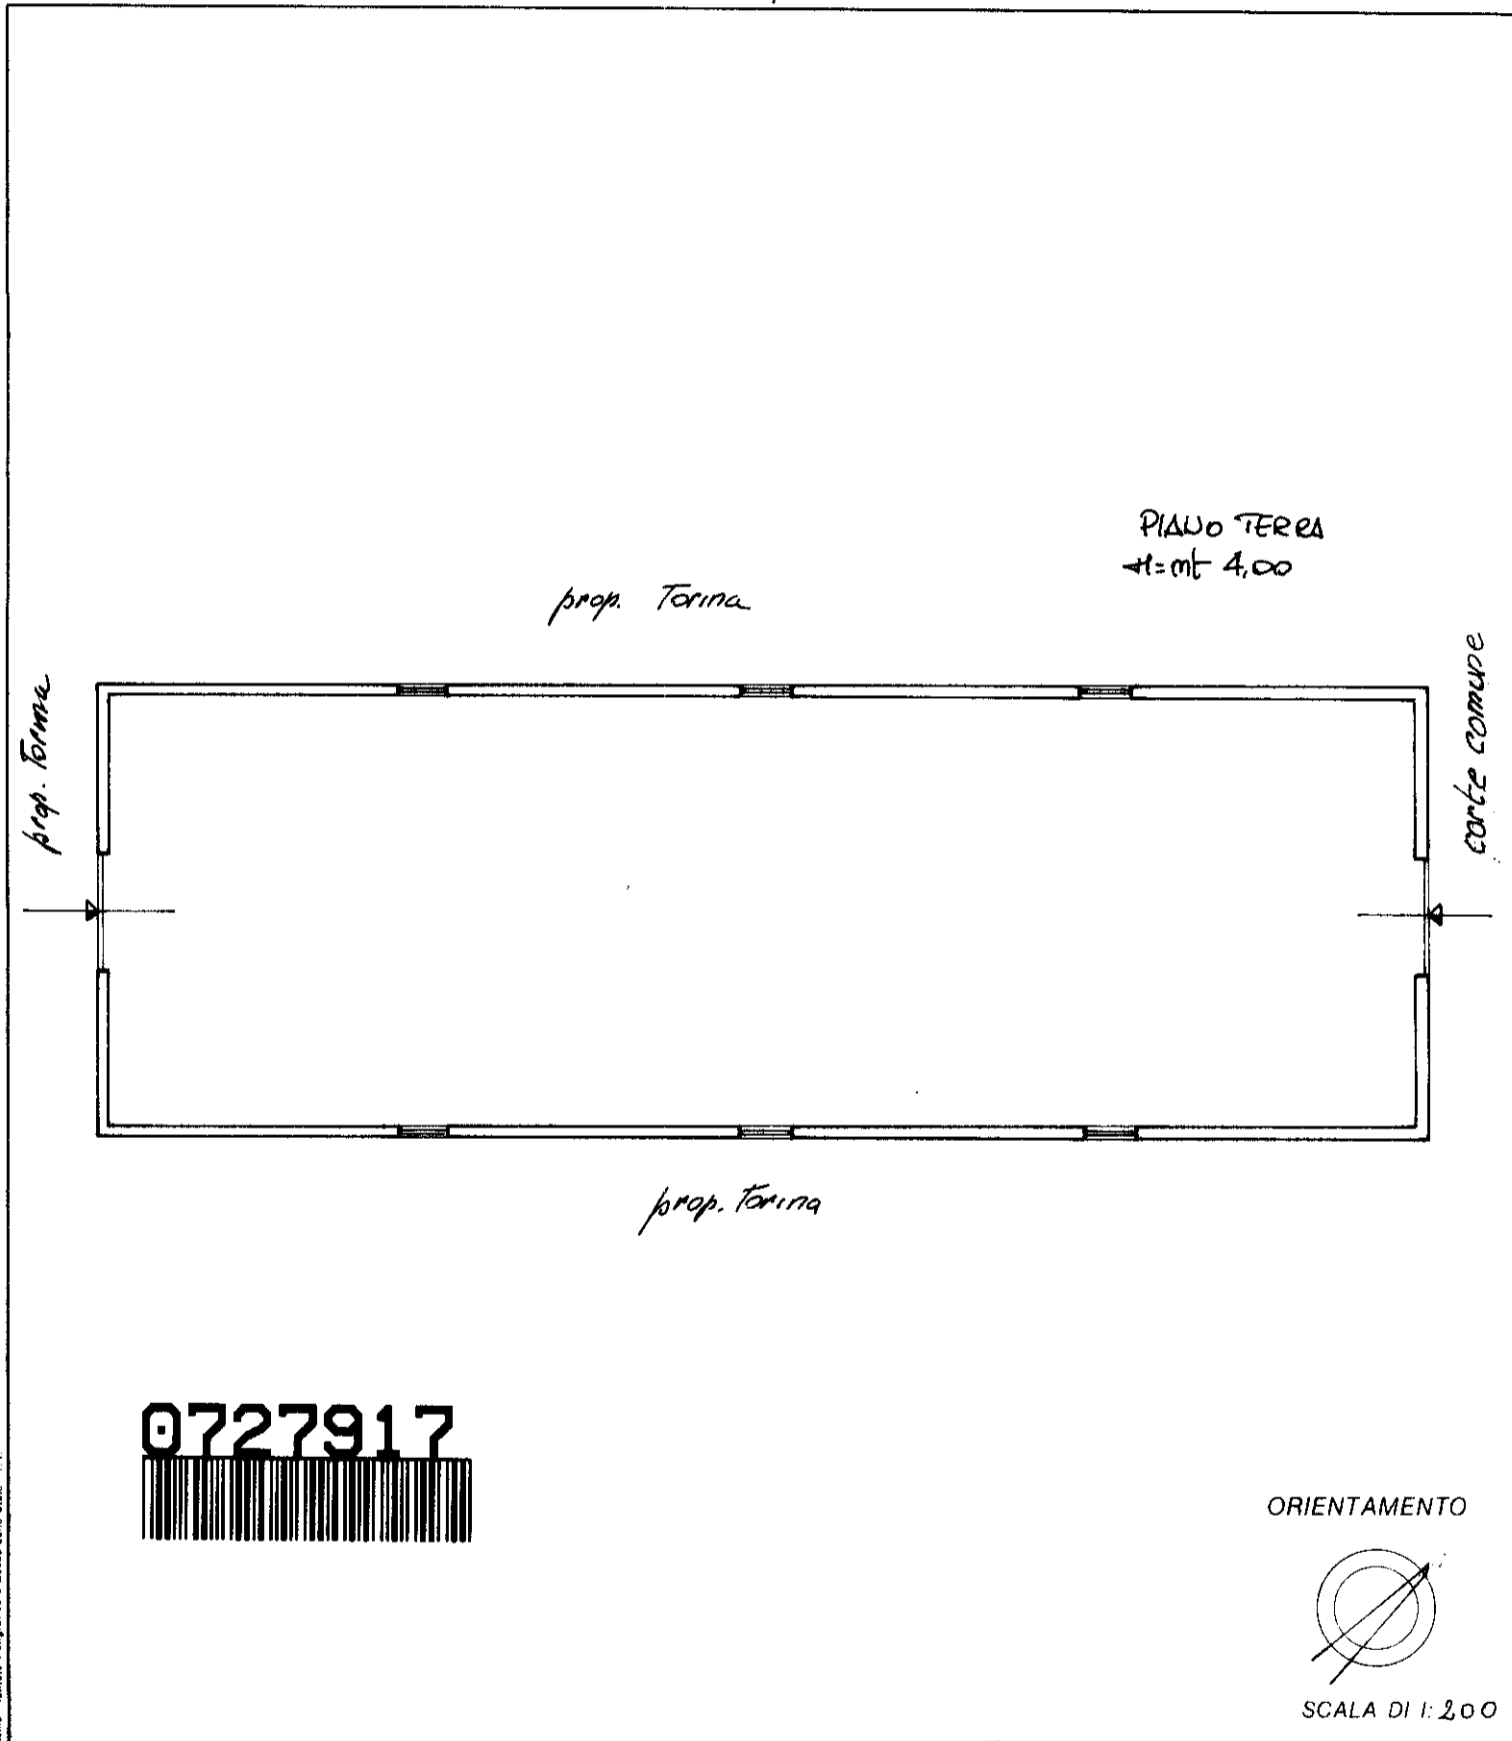 PIANO TERRA
H=mt 4,00
prop. Torina
prop. Torina
corte comune
prop. Torina
0727917
ORIENTAMENTO
SCALA DI 1:200